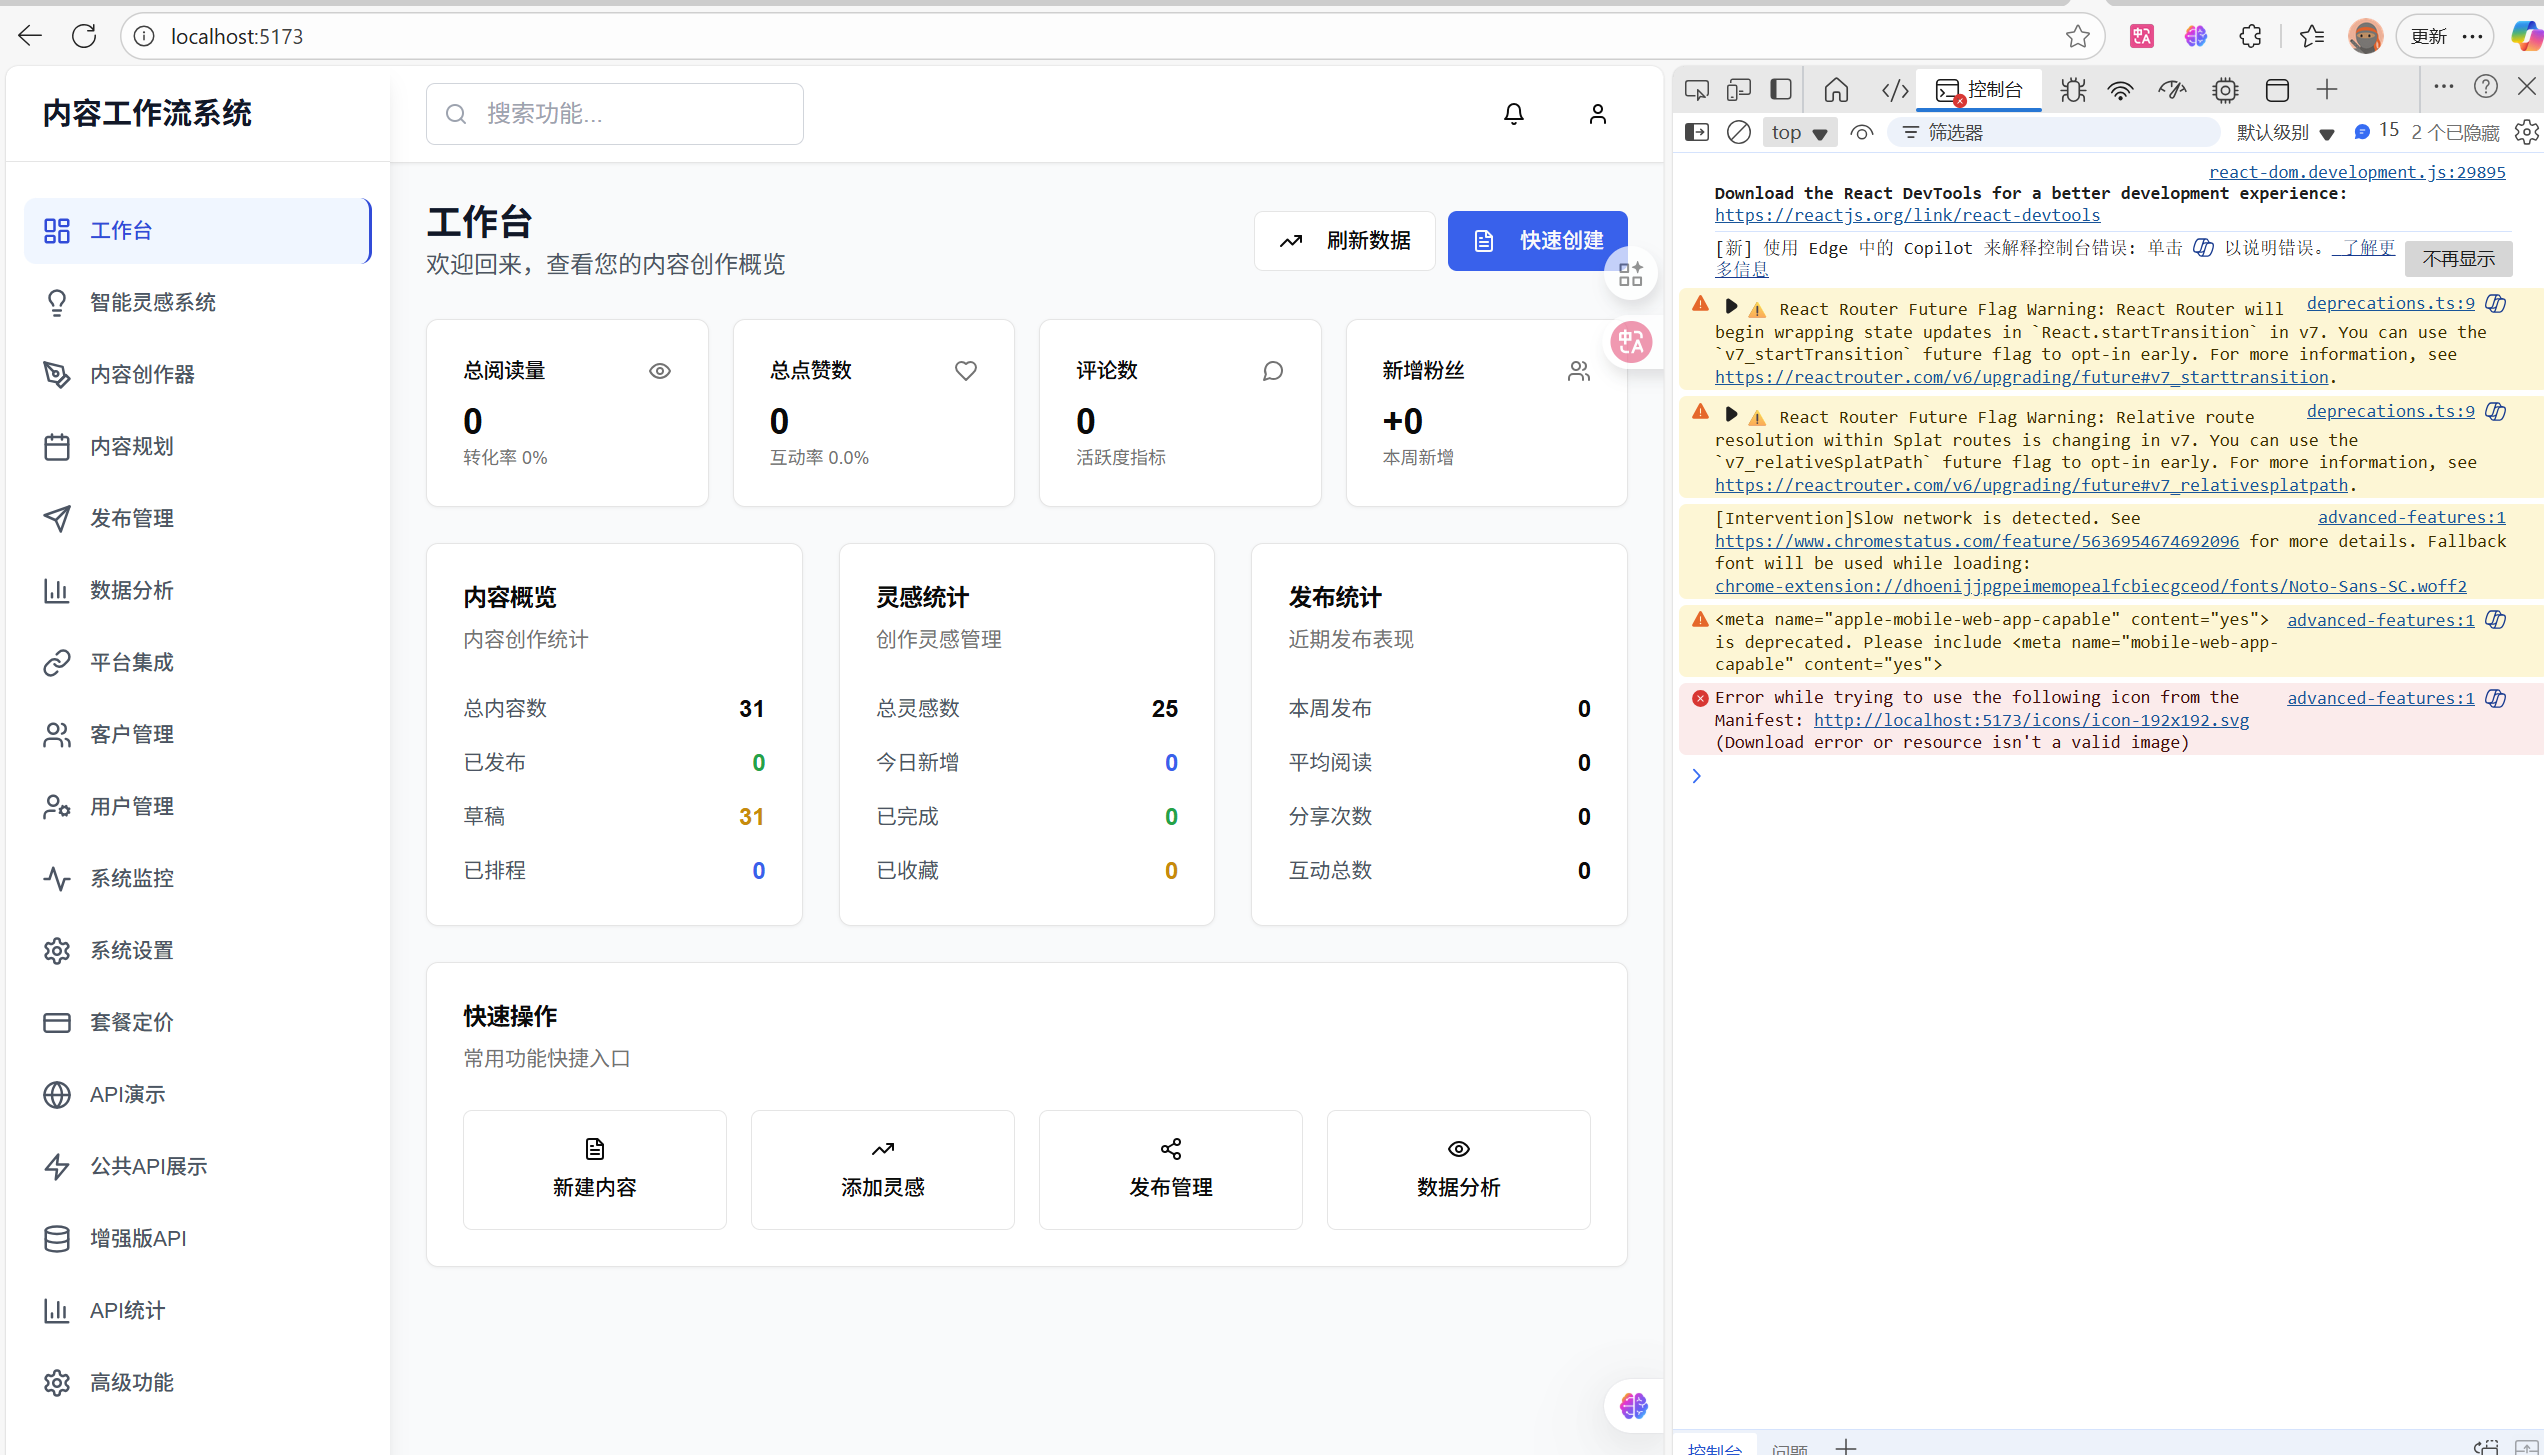 localhost:5173
更新
内容工作流系统
搜索功能...
工作台
智能灵感系统
内容创作器
内容规划
发布管理
数据分析
平台集成
客户管理
用户管理
系统监控
系统设置
套餐定价
API演示
公共API展示
增强版API
API统计
高级功能
工作台
欢迎回来，查看您的内容创作概览
刷新数据
快速创建
总阅读量
0
转化率 0%
总点赞数
0
互动率 0.0%
评论数
0
活跃度指标
新增粉丝
+0
本周新增
内容概览
内容创作统计
总内容数 31
已发布 0
草稿 31
已排程 0
灵感统计
创作灵感管理
总灵感数 25
今日新增 0
已完成 0
已收藏 0
发布统计
近期发布表现
本周发布 0
平均阅读 0
分享次数 0
互动总数 0
快速操作
常用功能快捷入口
新建内容
添加灵感
发布管理
数据分析
控制台
top
筛选器
默认级别
15
2 个已隐藏
react-dom.development.js:29895
Download the React DevTools for a better development experience:
https://reactjs.org/link/react-devtools
[新] 使用 Edge 中的 Copilot 来解释控制台错误: 单击 以说明错误。 了解更
多信息
不再显示
React Router Future Flag Warning: React Router will deprecations.ts:9
begin wrapping state updates in `React.startTransition` in v7. You can use the
`v7_startTransition` future flag to opt-in early. For more information, see
https://reactrouter.com/v6/upgrading/future#v7_starttransition.
React Router Future Flag Warning: Relative route deprecations.ts:9
resolution within Splat routes is changing in v7. You can use the
`v7_relativeSplatPath` future flag to opt-in early. For more information, see
https://reactrouter.com/v6/upgrading/future#v7_relativesplatpath.
[Intervention]Slow network is detected. See advanced-features:1
https://www.chromestatus.com/feature/5636954674692096 for more details. Fallback
font will be used while loading:
chrome-extension://dhoenijjpgpeimemopealfcbiecgceod/fonts/Noto-Sans-SC.woff2
<meta name="apple-mobile-web-app-capable" content="yes"> advanced-features:1
is deprecated. Please include <meta name="mobile-web-app-
capable" content="yes">
Error while trying to use the following icon from the advanced-features:1
Manifest: http://localhost:5173/icons/icon-192x192.svg
(Download error or resource isn't a valid image)
控制台
问题